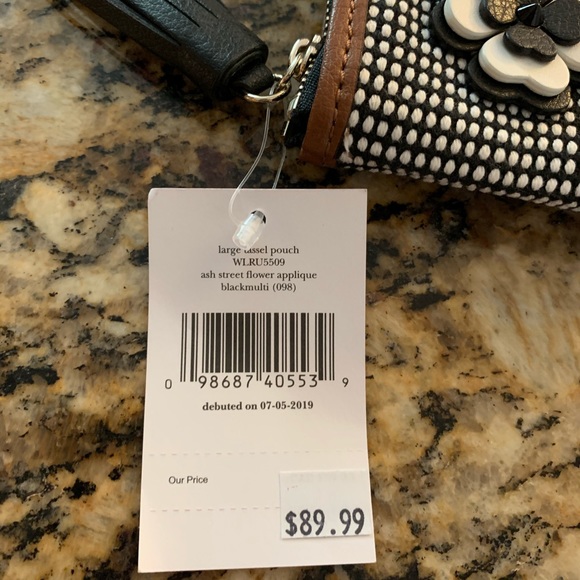 large tassel pouch
WLRU5509
ash street flower applique
blackmulti (098)
0 98687 40553 9
debuted on 07-05-2019
Our Price
$89.99